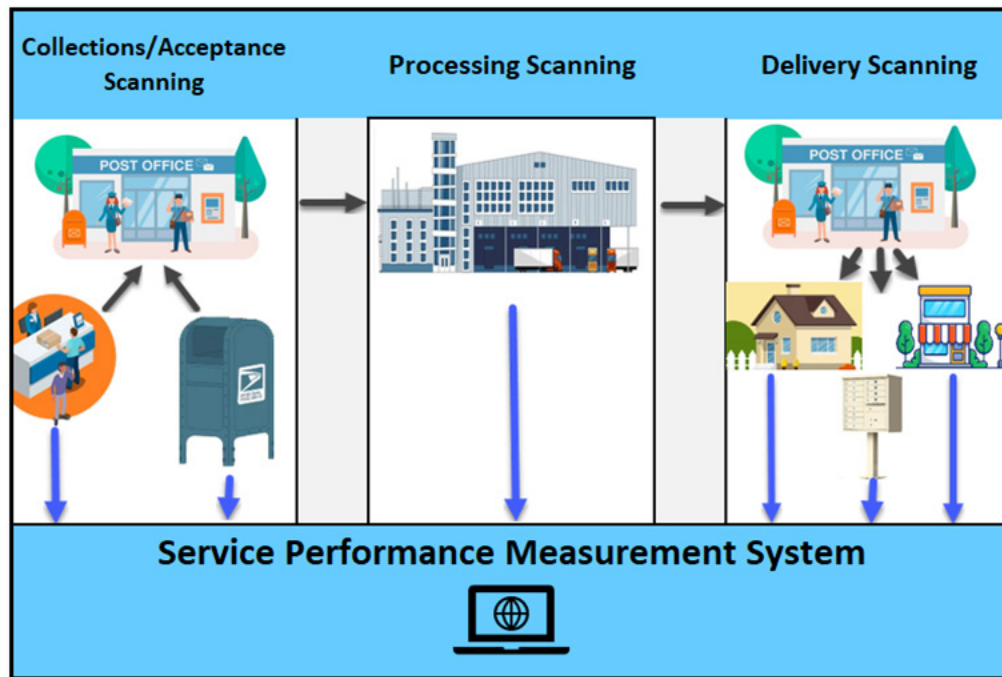 Collections/Acceptance
Scanning
Processing Scanning
Delivery Scanning
POST OFFICE
POST OFFICE
Service Performance Measurement System